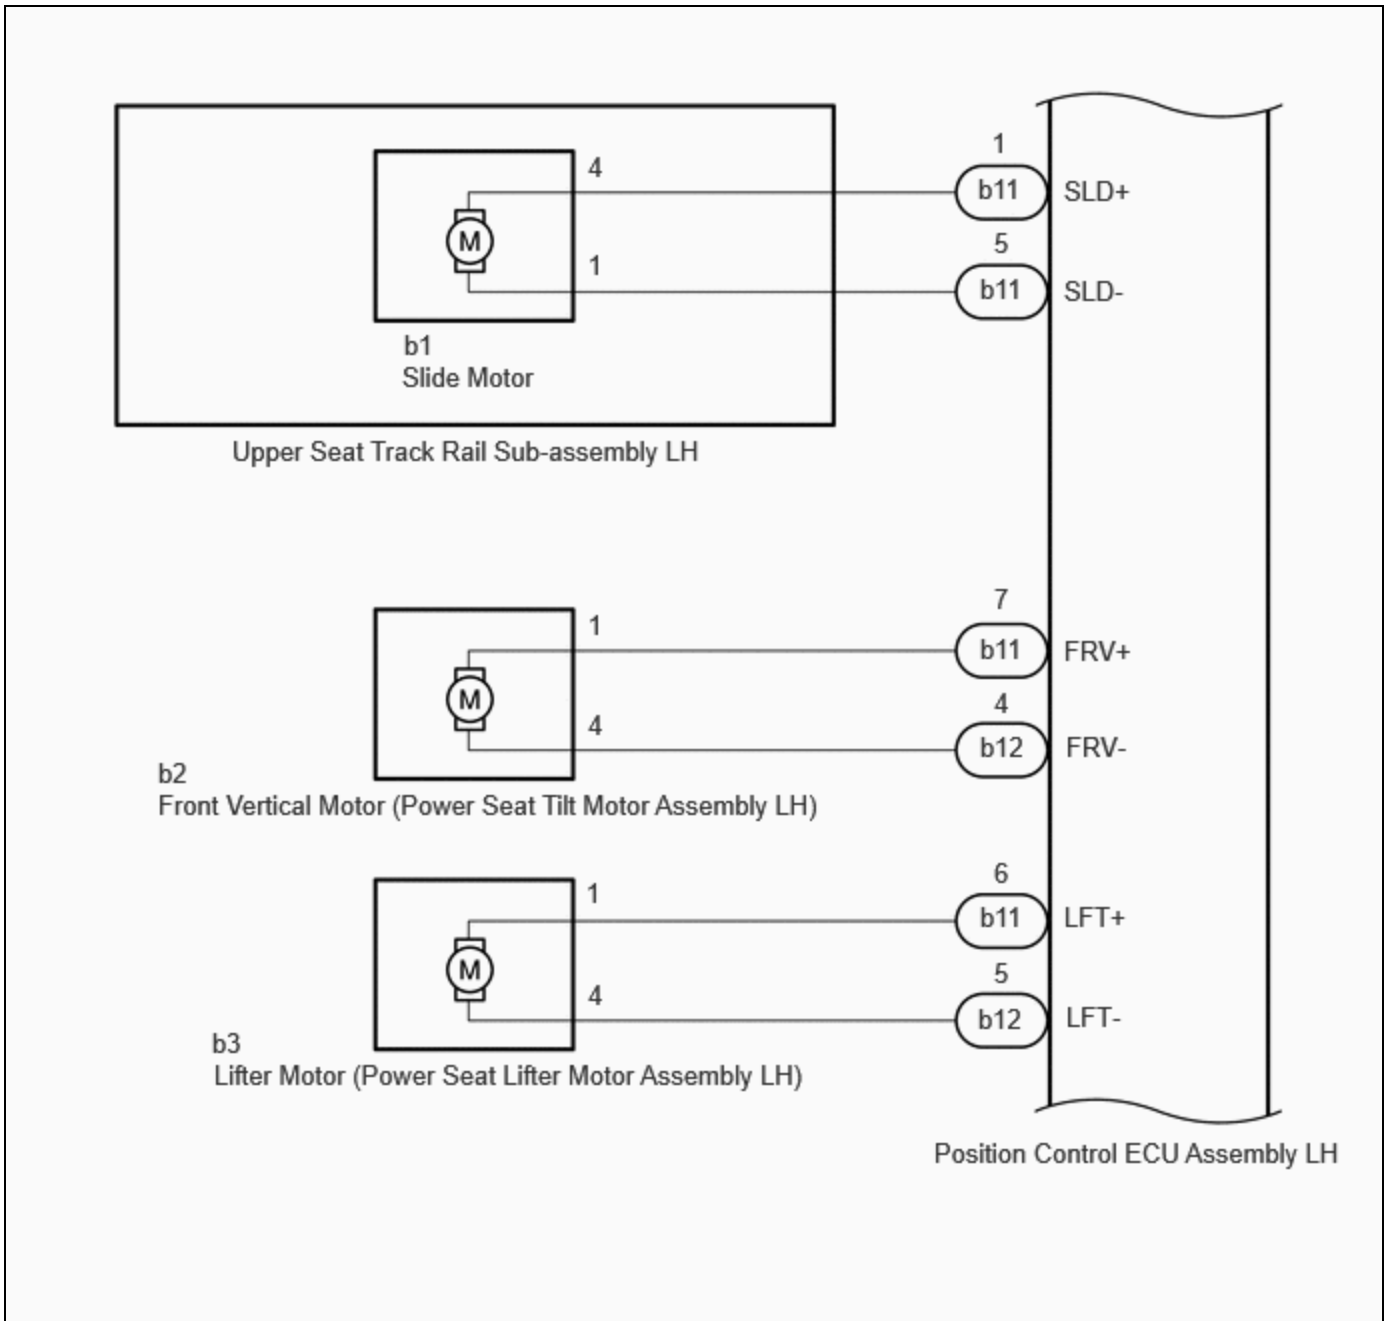 1
4
b11 SLD+
M
5
1
b11 SLD-
b1
Slide Motor
Upper Seat Track Rail Sub-assembly LH
7
1
b11 FRV+
M
4
4
b12 FRV-
b2
Front Vertical Motor (Power Seat Tilt Motor Assembly LH)
6
1
b11 LFT+
M
5
4
b12 LFT-
b3
Lifter Motor (Power Seat Lifter Motor Assembly LH)
Position Control ECU Assembly LH